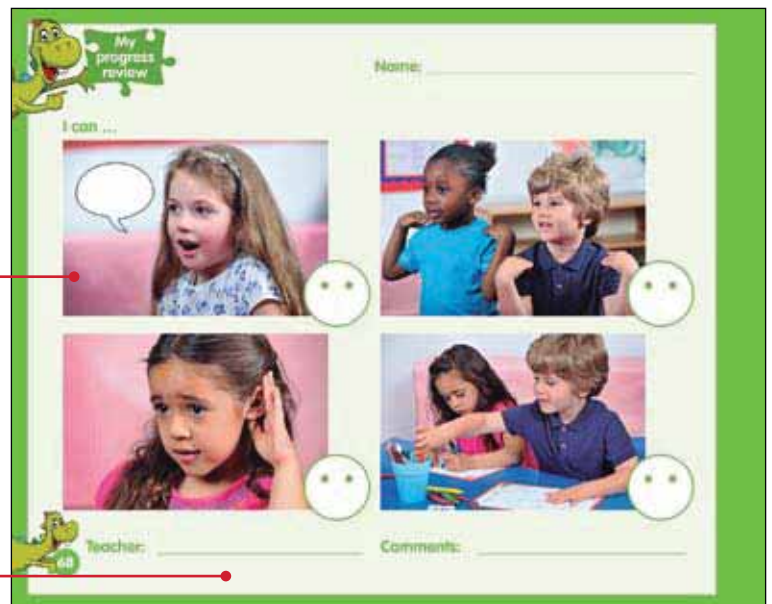 My
progress
review
Name:
I can ...
Teacher:
Comments:
68